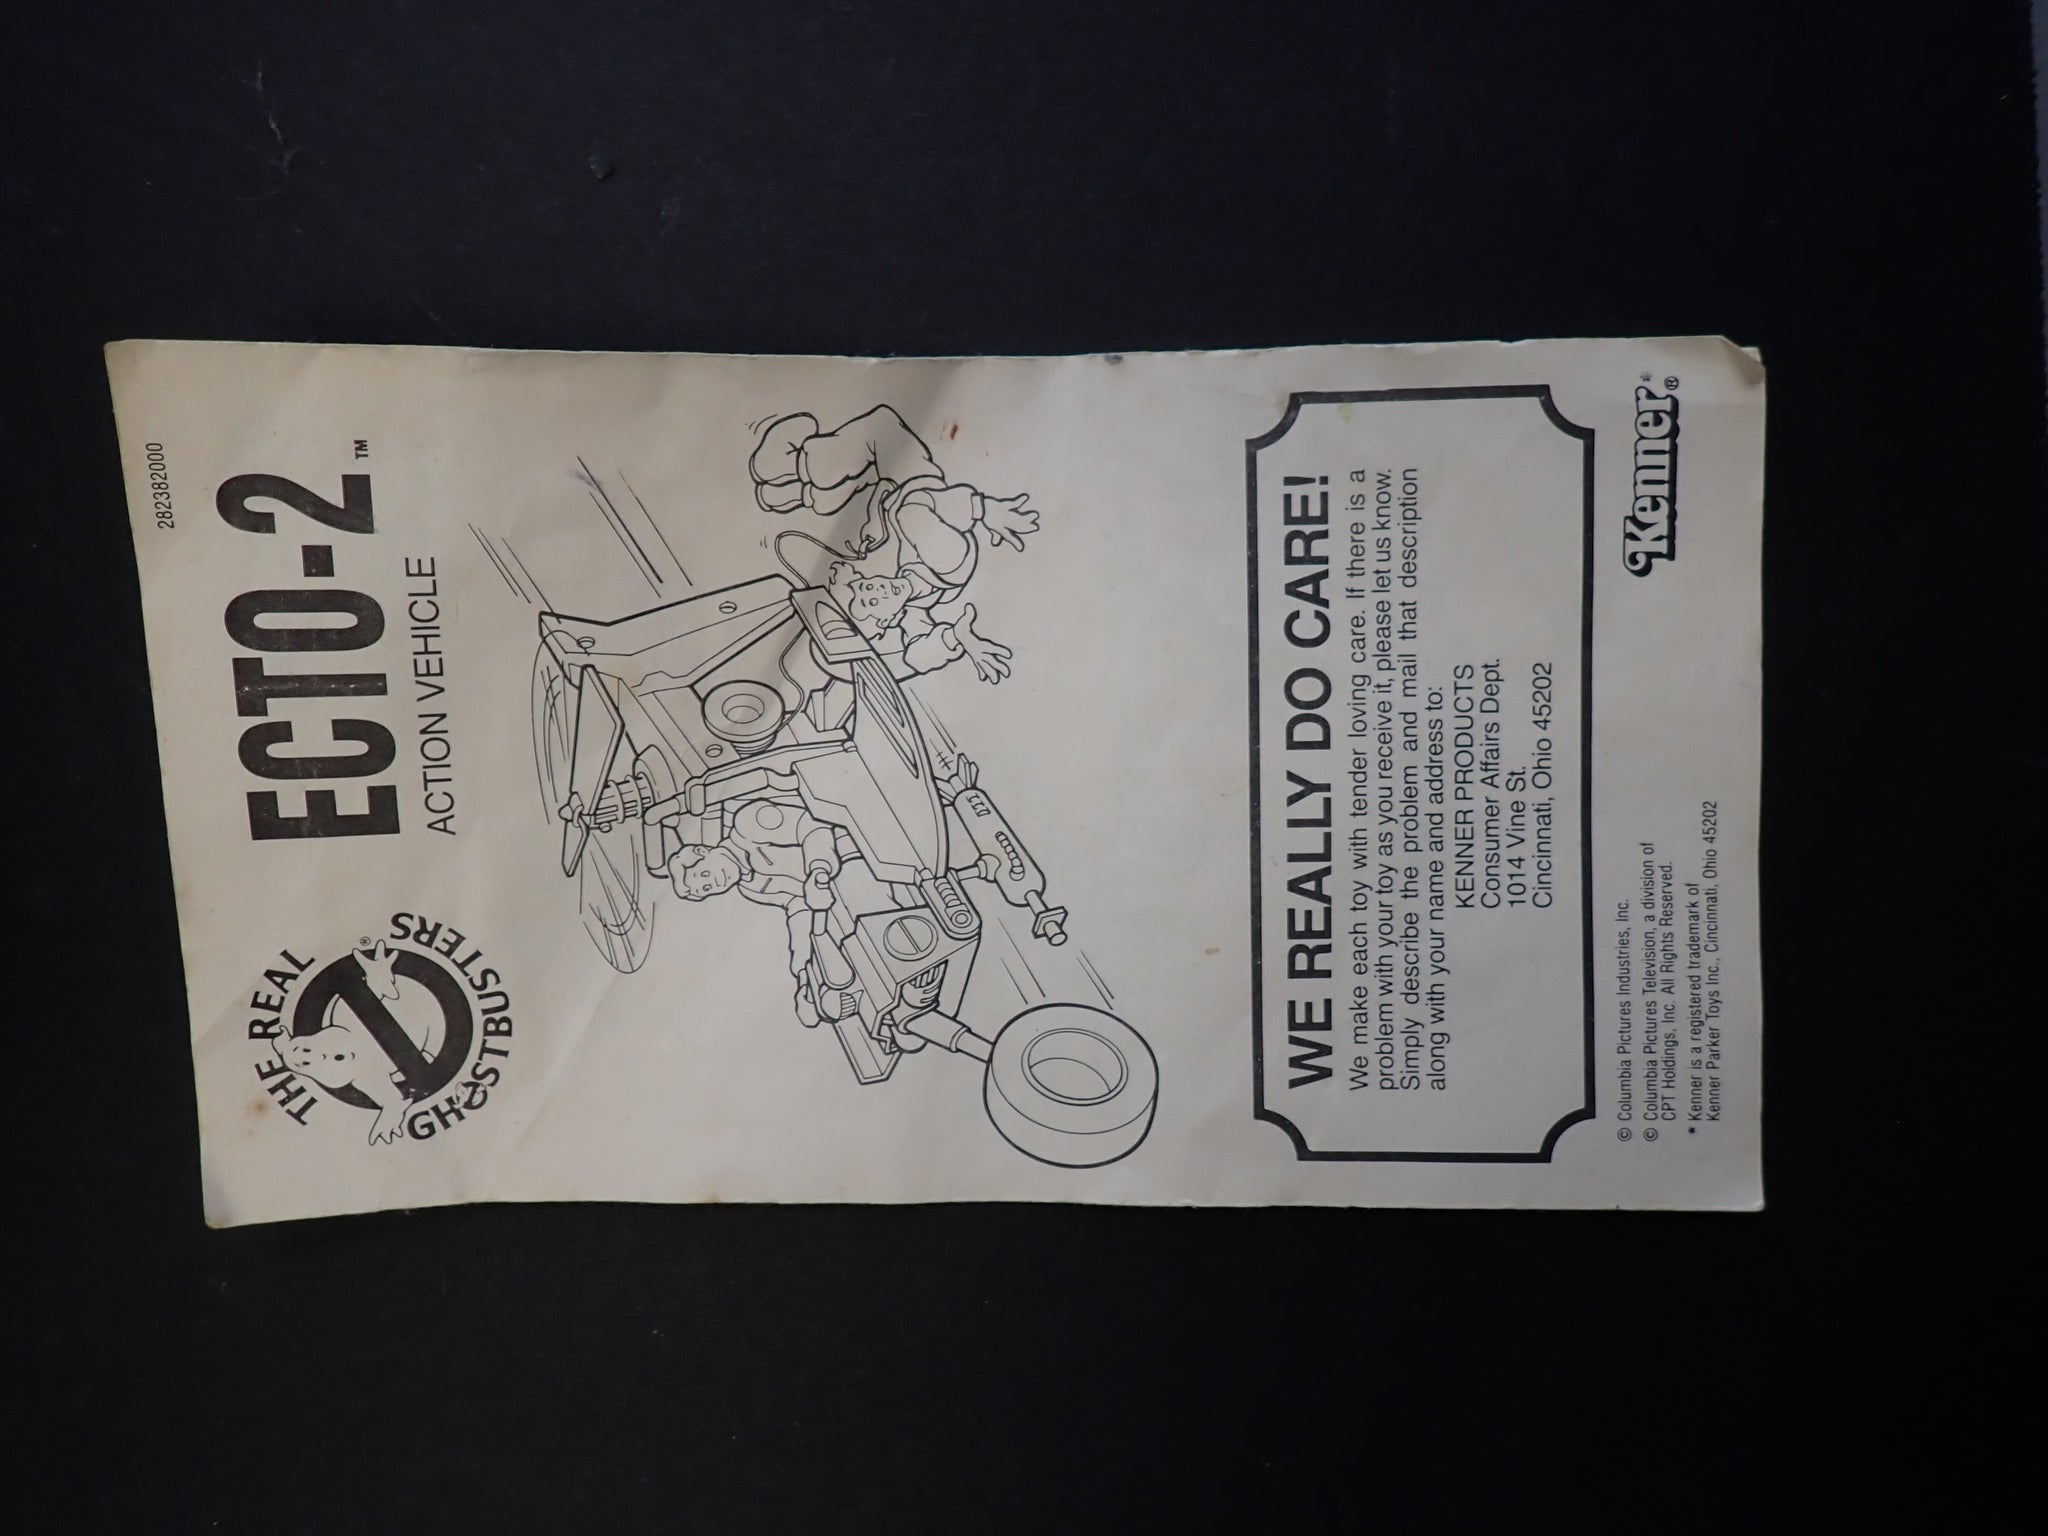 282382000
THE REAL
GHOSTBUSTERS ®
ECTO-2 ™
ACTION VEHICLE
WE REALLY DO CARE!
We make each toy with tender loving care. If there is a
problem with your toy as you receive it, please let us know.
Simply describe the problem and mail that description
along with your name and address to:
KENNER PRODUCTS
Consumer Affairs Dept.
1014 Vine St.
Cincinnati, Ohio 45202
© Columbia Pictures Industries, Inc.
© Columbia Pictures Television, a division of
CPT Holdings, Inc. All Rights Reserved.
* Kenner is a registered trademark of
Kenner Parker Toys Inc., Cincinnati, Ohio 45202
Kenner*®